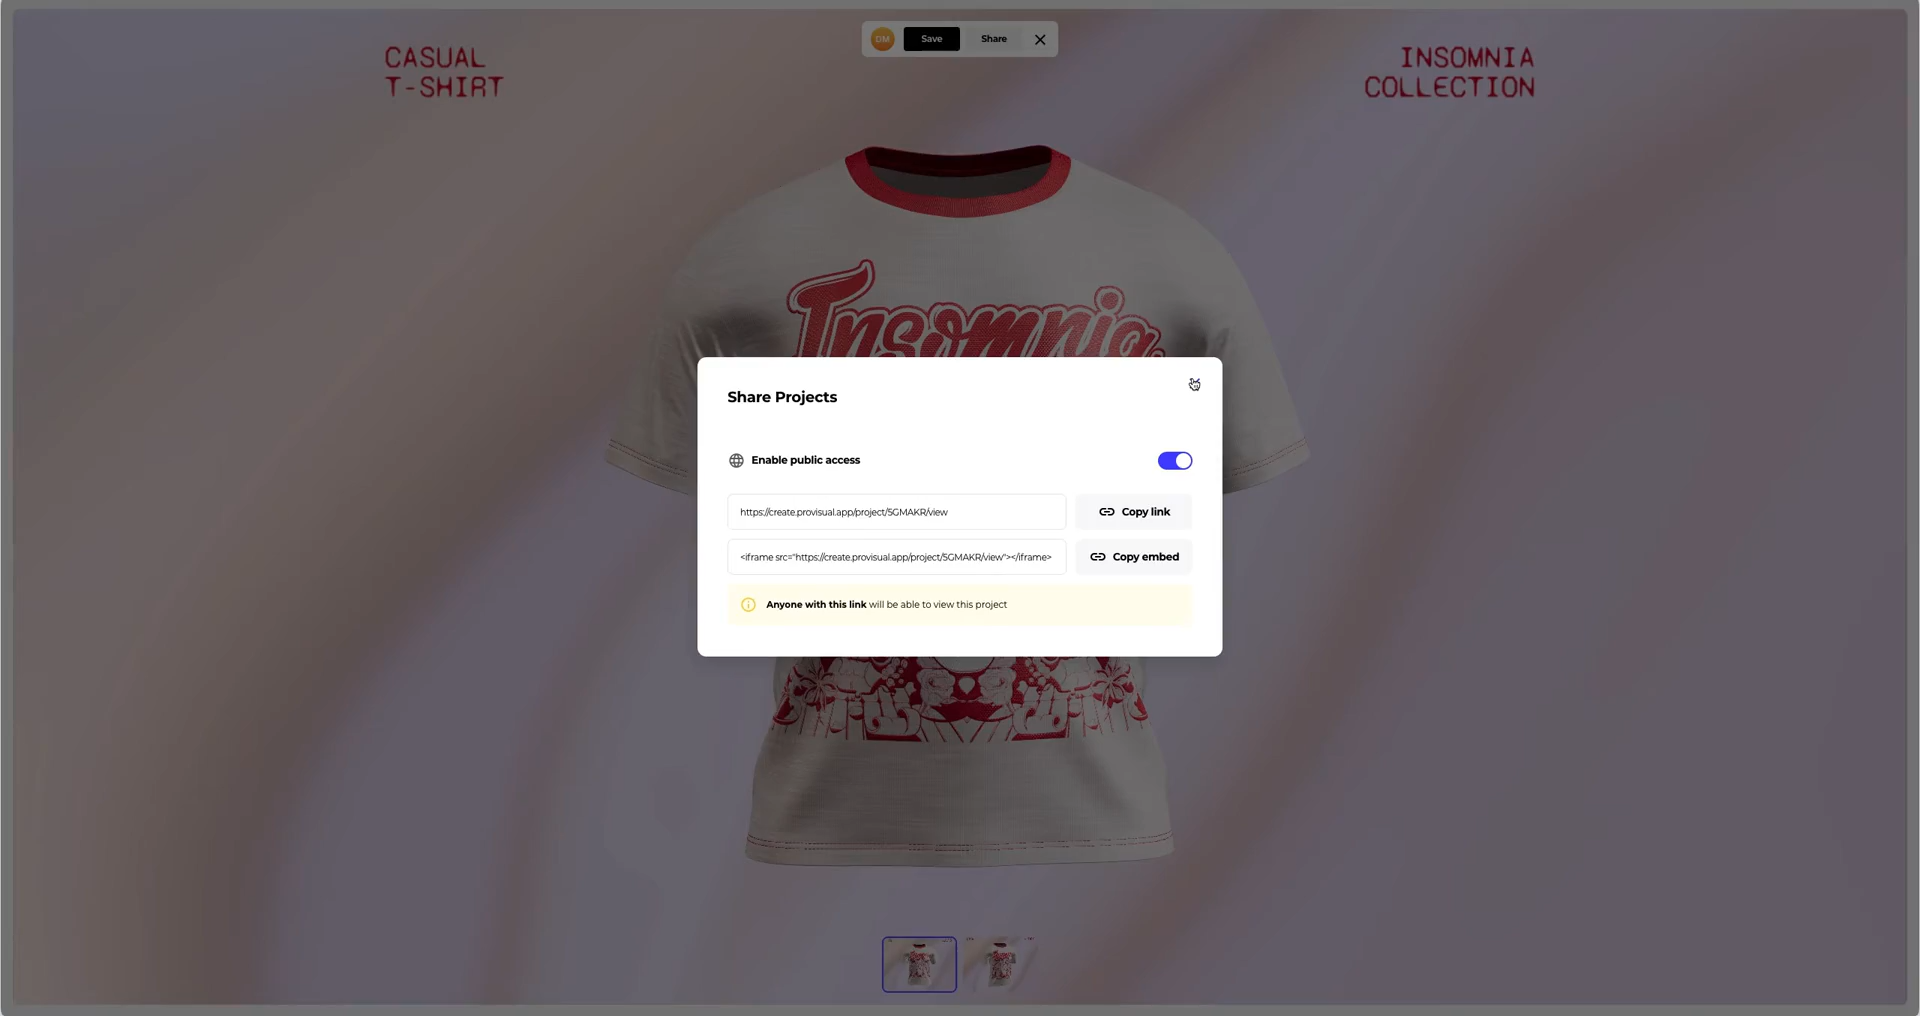 CASUAL
T-SHIRT
DM
Save
Share
INSOMNIA
COLLECTION
Insomnia
Share Projects
Enable public access
https://create.provisual.app/project/5GMAKR/view
Copy link
<iframe src="https://create.provisual.app/project/5GMAKR/view"></iframe>
Copy embed
Anyone with this link will be able to view this project